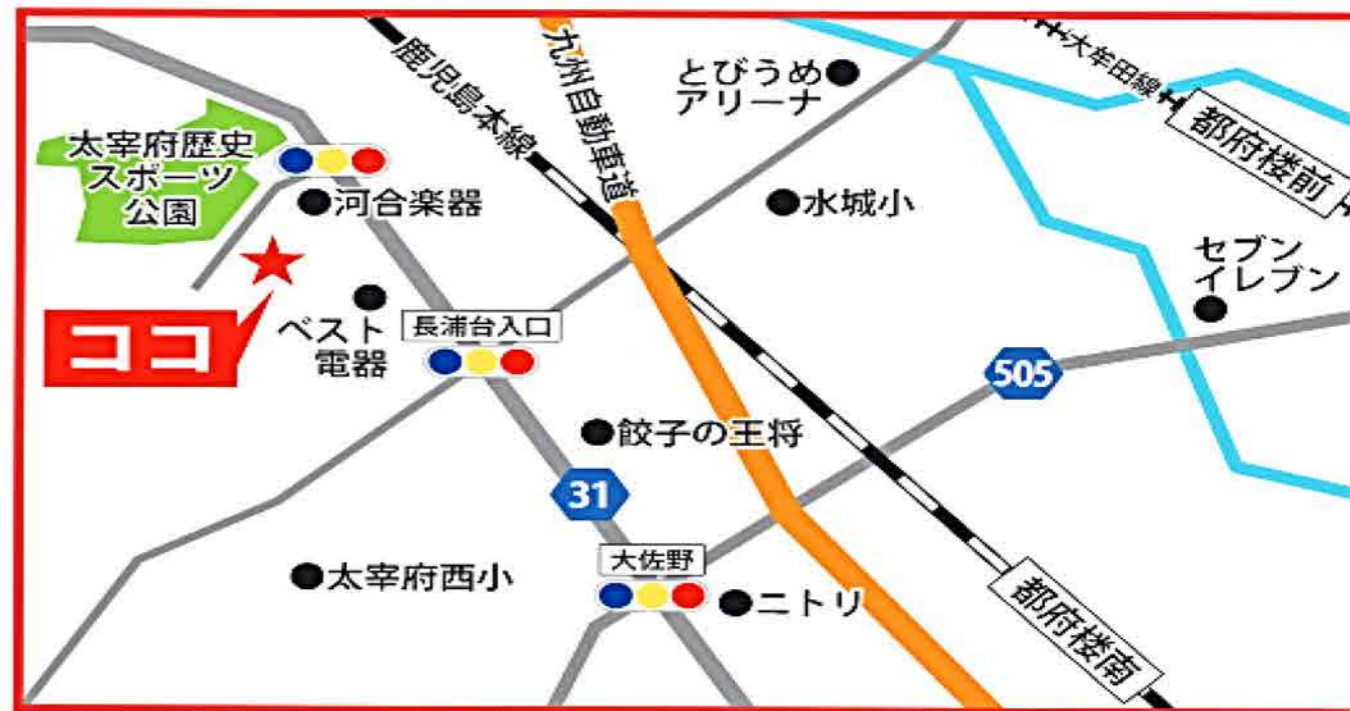 鹿児島本線
九州自動車道
とびうめ
アリーナ
大牟田線
都府楼前
太宰府歴史
スポーツ
公園
河合楽器
水城小
セブン
イレブン
ココ
ベスト
電器
長浦台入口
505
餃子の王将
31
大佐野
太宰府西小
ニトリ
都府楼南